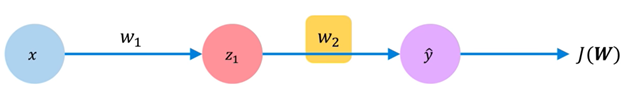 x w₁ z₁ w₂ ŷ J(W)